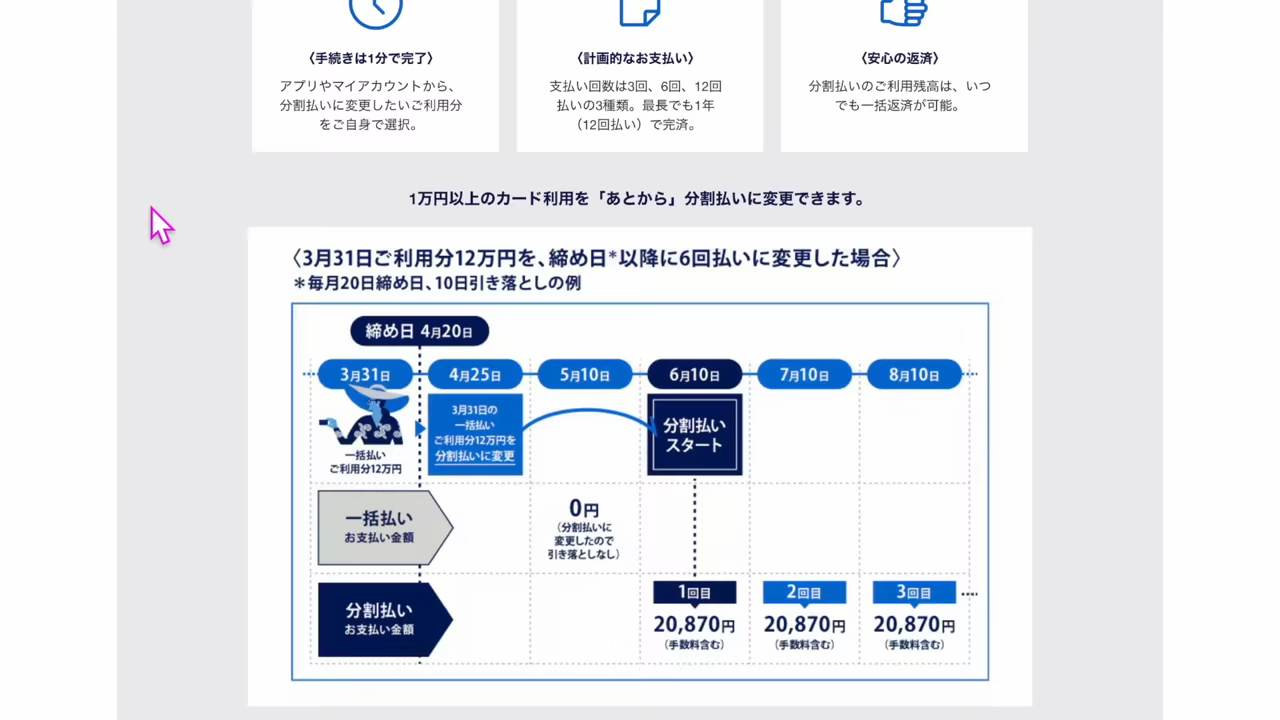 〈手続きは1分で完了〉
アプリやマイアカウントから、
分割払いに変更したいご利用分
をご自身で選択。
〈計画的なお支払い〉
支払い回数は3回、6回、12回
払いの3種類。最長でも1年
（12回払い）で完済。
〈安心の返済〉
分割払いのご利用残高は、いつ
でも一括返済が可能。
1万円以上のカード利用を「あとから」分割払いに変更できます。
〈3月31日ご利用分12万円を、締め日*以降に6回払いに変更した場合〉
＊毎月20日締め日、10日引き落としの例
締め日 4月20日
3月31日
4月25日
5月10日
6月10日
7月10日
8月10日
一括払い
ご利用分12万円
3月31日の
一括払い
ご利用分12万円を
分割払いに変更
分割払い
スタート
一括払い
お支払い金額
0円
（分割払いに
変更したので
引き落としなし）
分割払い
お支払い金額
1回目
20,870円
（手数料含む）
2回目
20,870円
（手数料含む）
3回目
20,870円
（手数料含む）